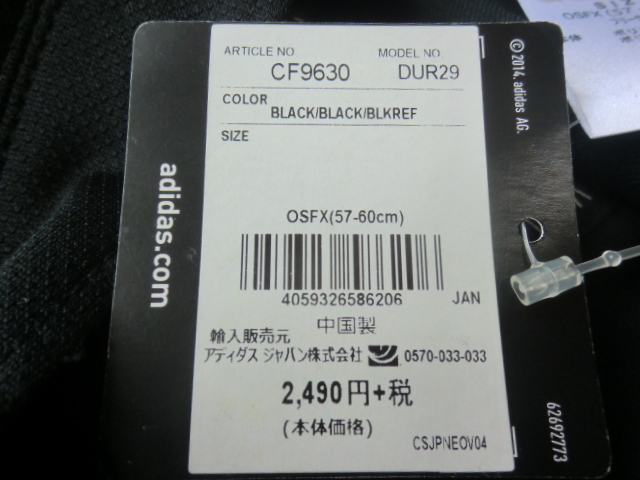 ARTICLE NO
MODEL NO.
CF9630
DUR29
COLOR
BLACK/BLACK/BLKREF
SIZE
OSFX(57-60cm)
4059326586206
JAN
中国製
輸入販売元
アディダス ジャパン株式会社
0570-033-033
2,490円+税
(本体価格)
CSJPNEOV04
adidas.com
© 2014. adidas AG.
62692773